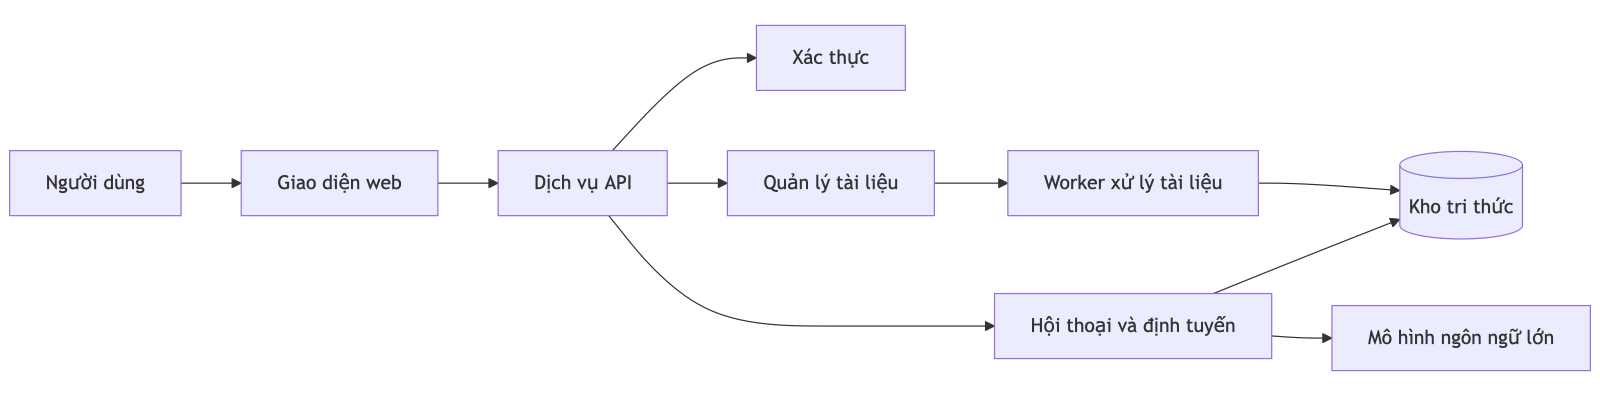 Xác thực
Người dùng
Giao diện web
Dịch vụ API
Quản lý tài liệu
Worker xử lý tài liệu
Kho tri thức
Hội thoại và định tuyến
Mô hình ngôn ngữ lớn